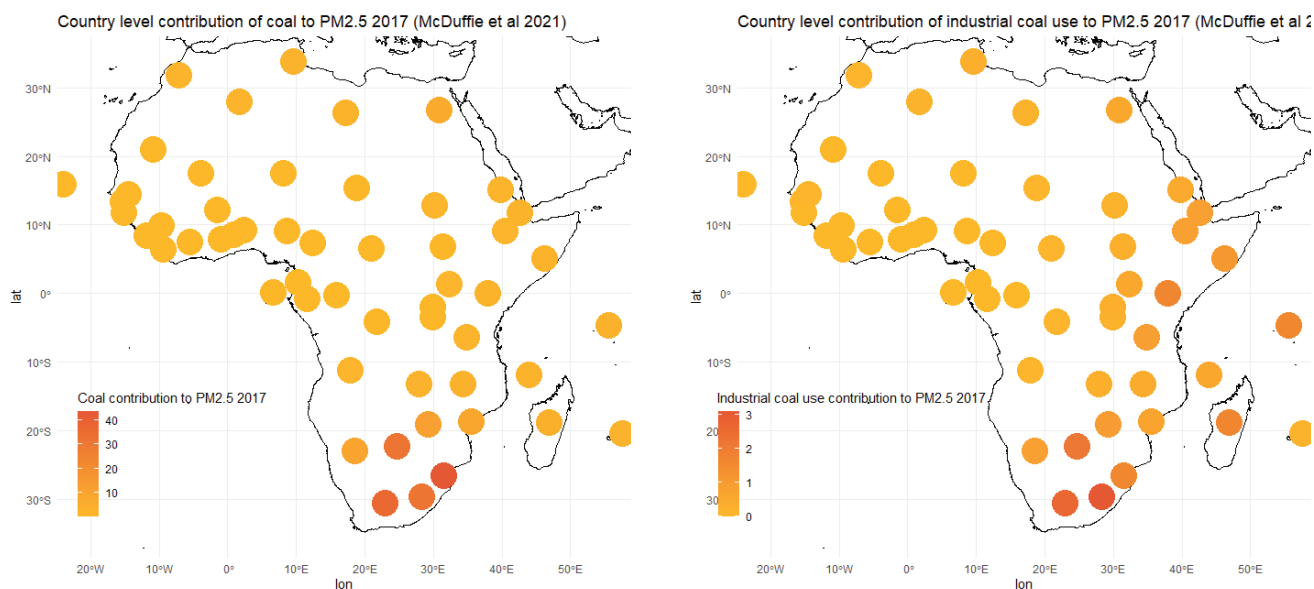 Country level contribution of coal to PM2.5 2017 (McDuffie et al 2021)
30°N
20°N
10°N
0°
10°S
20°S
30°S
lat
Coal contribution to PM2.5 2017
40
30
20
10
20°W
10°W
0°
10°E
20°E
30°E
40°E
50°E
lon
Country level contribution of industrial coal use to PM2.5 2017 (McDuffie et al 2
30°N
20°N
10°N
0°
10°S
20°S
30°S
lat
Industrial coal use contribution to PM2.5 2017
3
2
1
0
20°W
10°W
0°
10°E
20°E
30°E
40°E
50°E
lon